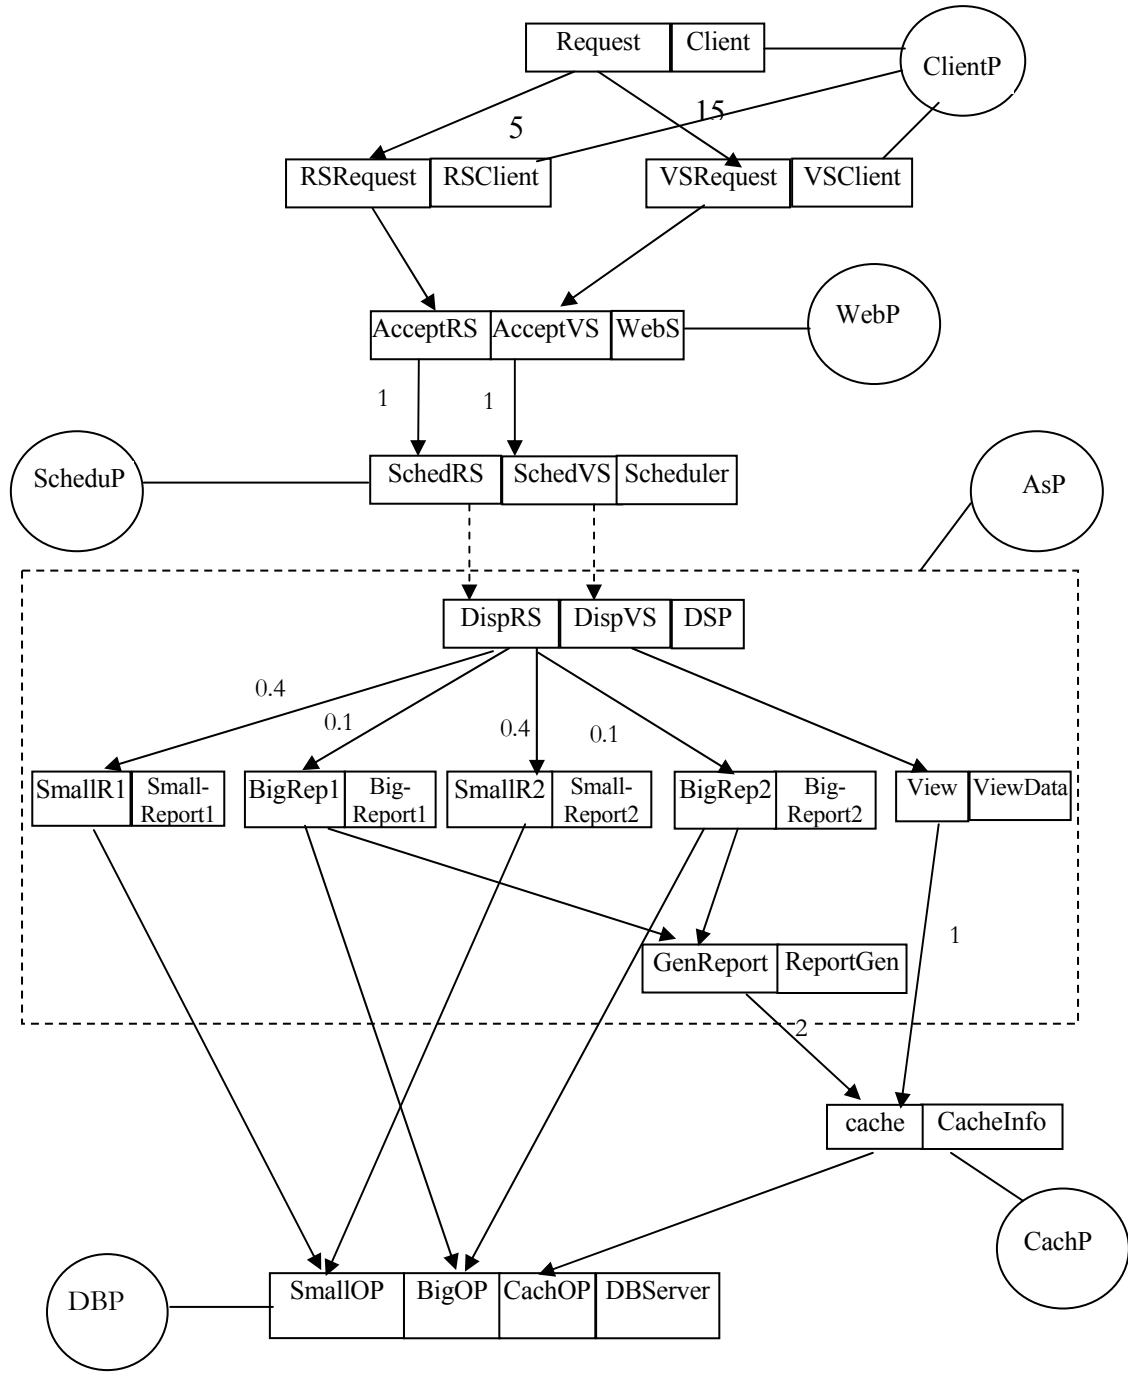 Request Client
ClientP
15
5
RSRequest RSClient
VSRequest VSClient
AcceptRS AcceptVS WebS
WebP
1
1
ScheduP
SchedRS SchedVS Scheduler
AsP
DispRS DispVS DSP
0.4
0.1
0.4
0.1
SmallR1 Small-
Report1
BigRep1 Big-
Report1
SmallR2 Small-
Report2
BigRep2 Big-
Report2
View ViewData
1
GenReport ReportGen
2
cache CacheInfo
CachP
DBP
SmallOP BigOP CachOP DBServer